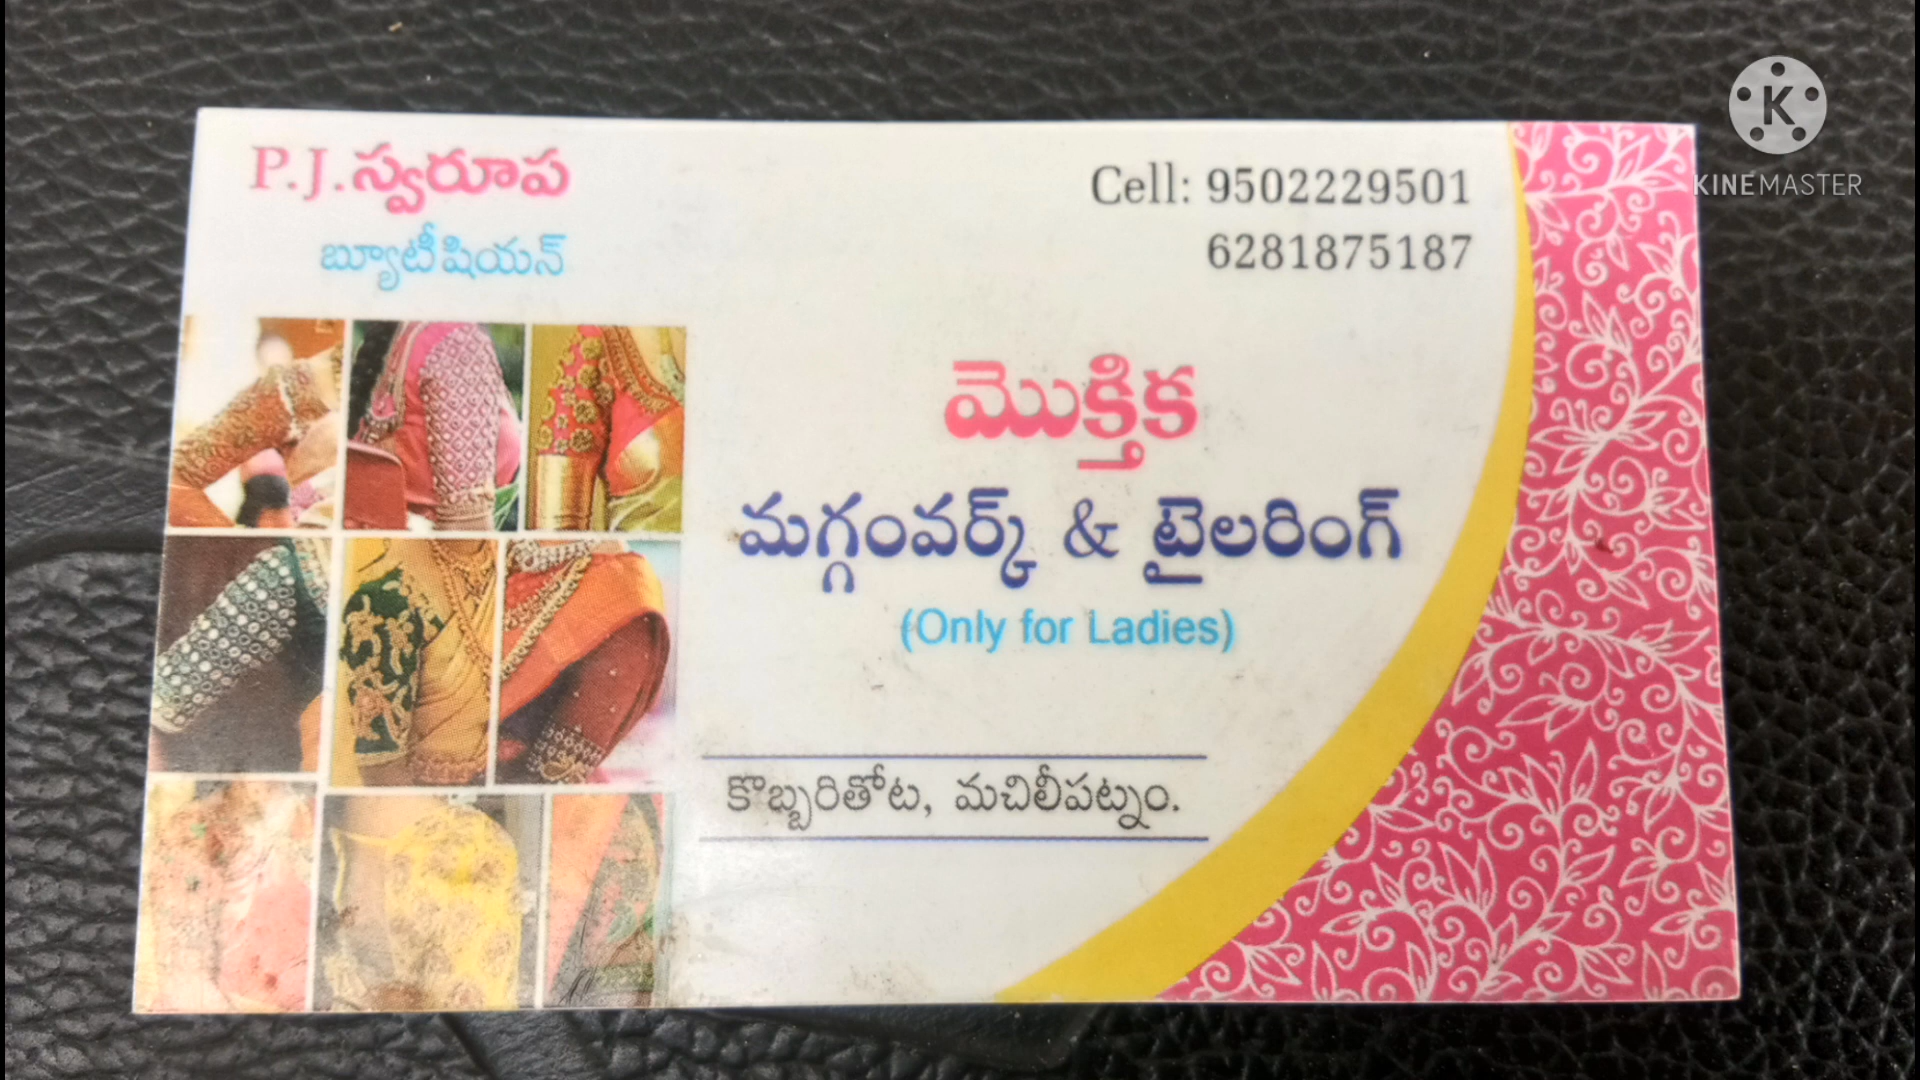 P.J.స్వరూప
బ్యూటీషియన్
Cell: 9502229501
6281875187
మొక్తిక
మగ్గంవర్క్ & టైలరింగ్
(Only for Ladies)
కొబ్బరితోట, మచిలీపట్నం.
K
KINEMASTER